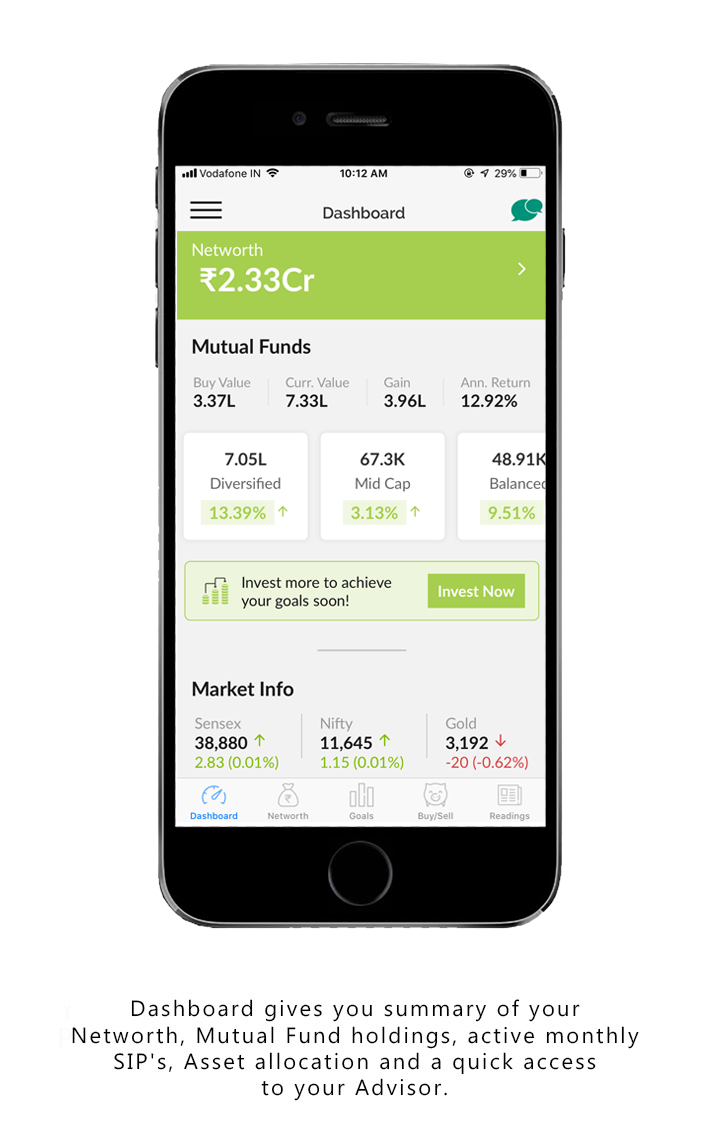 Vodafone IN 10:12 AM 29%
Dashboard
Networth
₹2.33Cr
Mutual Funds
Buy Value Curr. Value Gain Ann. Return
3.37L 7.33L 3.96L 12.92%
7.05L 67.3K 48.91K
Diversified Mid Cap Balanced
13.39% 3.13% 9.51%
Invest more to achieve
your goals soon!
Invest Now
Market Info
Sensex Nifty Gold
38,880 11,645 3,192
2.83 (0.01%) 1.15 (0.01%) -20 (-0.62%)
Dashboard Networth Goals Buy/Sell Readings
Dashboard gives you summary of your
Networth, Mutual Fund holdings, active monthly
SIP's, Asset allocation and a quick access
to your Advisor.